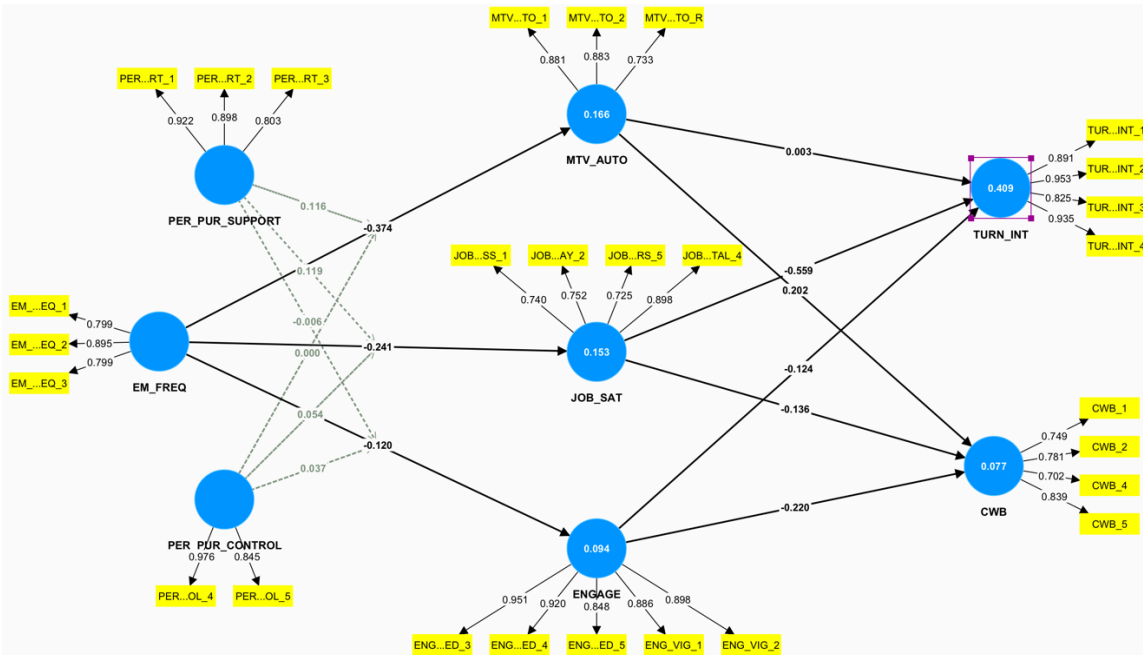 MTV...TO_1
MTV...TO_2
MTV...TO_R
0.881
0.883
0.733
0.166
MTV_AUTO
PER...RT_1
PER...RT_2
PER...RT_3
0.922
0.898
0.803
PER_PUR_SUPPORT
0.116
-0.374
0.119
-0.006
0.000
-0.241
0.054
-0.120
0.037
EM_...EQ_1
EM_...EQ_2
EM_...EQ_3
0.799
0.895
0.799
EM_FREQ
PER_PUR_CONTROL
0.976
0.845
PER...OL_4
PER...OL_5
JOB...SS_1
JOB...AY_2
JOB...RS_5
JOB...TAL_4
0.740
0.752
0.725
0.898
0.153
JOB_SAT
0.094
ENGAGE
0.951
0.920
0.848
0.886
0.898
ENG...ED_3
ENG...ED_4
ENG...ED_5
ENG_VIG_1
ENG_VIG_2
0.003
-0.559
0.202
-0.124
-0.136
-0.220
0.409
TURN_INT
0.891
0.953
0.825
0.935
TUR...INT_1
TUR...INT_2
TUR...INT_3
TUR...INT_4
0.077
CWB
0.749
0.781
0.702
0.839
CWB_1
CWB_2
CWB_4
CWB_5